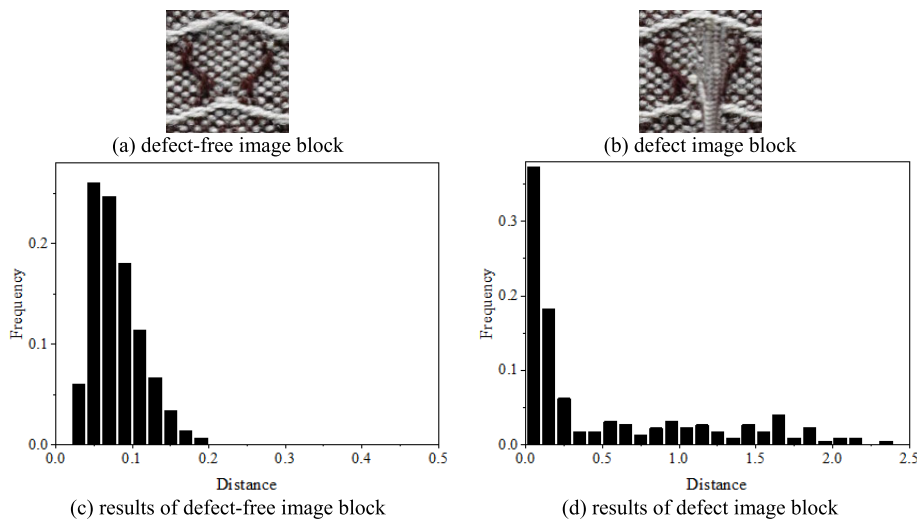 (a) defect-free image block
(b) defect image block
0.2
0.1
0.0
Frequency
0.0 0.1 0.2 0.3 0.4 0.5
Distance
(c) results of defect-free image block
0.3
0.2
0.1
0.0
Frequency
0.0 0.5 1.0 1.5 2.0 2.5
Distance
(d) results of defect image block